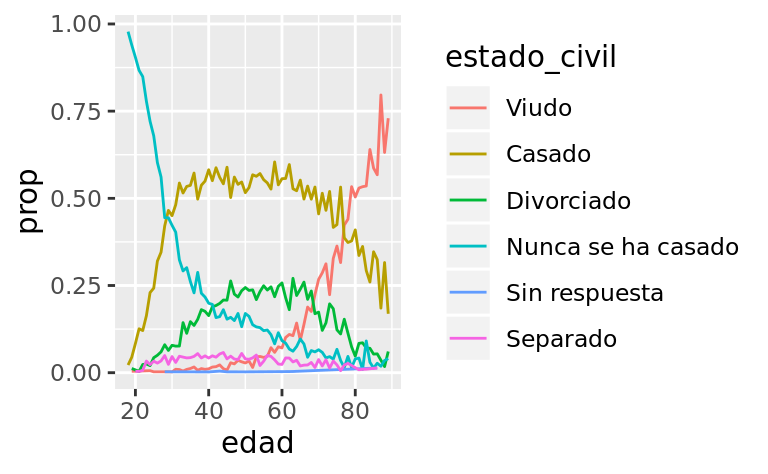 1.00
0.75
0.50
0.25
0.00
prop
20 40 60 80
edad
estado_civil
Viudo
Casado
Divorciado
Nunca se ha casado
Sin respuesta
Separado